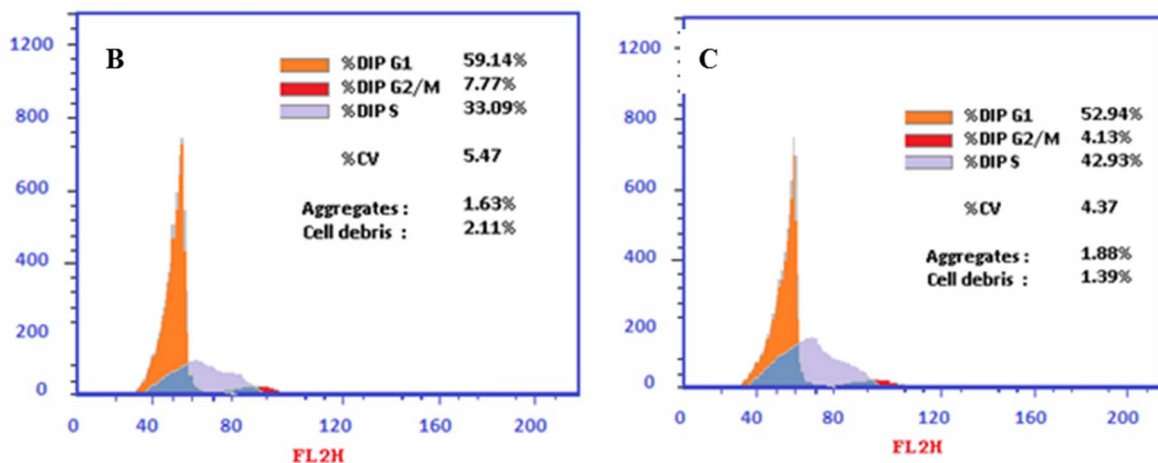 B
%DIP G1 59.14%
%DIP G2/M 7.77%
%DIP S 33.09%
%CV 5.47
Aggregates : 1.63%
Cell debris : 2.11%
1200
800
600
400
200
0
0 40 80 120 160 200
FL2H
C
%DIP G1 52.94%
%DIP G2/M 4.13%
%DIP S 42.93%
%CV 4.37
Aggregates : 1.88%
Cell debris : 1.39%
1200
800
600
400
200
0
0 40 80 120 160 200
FL2H